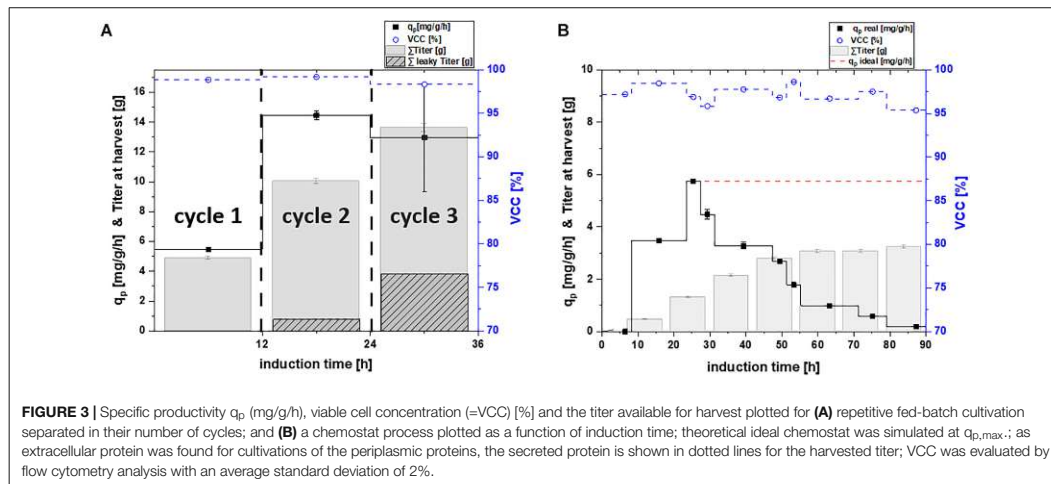 A
q_p[mg/g/h]
VCC [%]
∑Titer [g]
∑ leaky Titer [g]
q_p [mg/g/h] & Titer at harvest [g]
16
14
12
10
8
6
4
2
0
cycle 1
cycle 2
cycle 3
100
95
90
85
80
75
70
VCC [%]
12
24
36
induction time [h]
B
q_p real [mg/g/h]
VCC [%]
∑Titer [g]
q_p ideal [mg/g/h]
q_p [mg/g/h] & Titer at harvest [g]
10
8
6
4
2
0
100
95
90
85
80
75
70
VCC [%]
0
10
20
30
40
50
60
70
80
90
induction time [h]
FIGURE 3 | Specific productivity q_p (mg/g/h), viable cell concentration (=VCC) [%] and the titer available for harvest plotted for (A) repetitive fed-batch cultivation
separated in their number of cycles; and (B) a chemostat process plotted as a function of induction time; theoretical ideal chemostat was simulated at q_p,max.; as
extracellular protein was found for cultivations of the periplasmic proteins, the secreted protein is shown in dotted lines for the harvested titer; VCC was evaluated by
flow cytometry analysis with an average standard deviation of 2%.